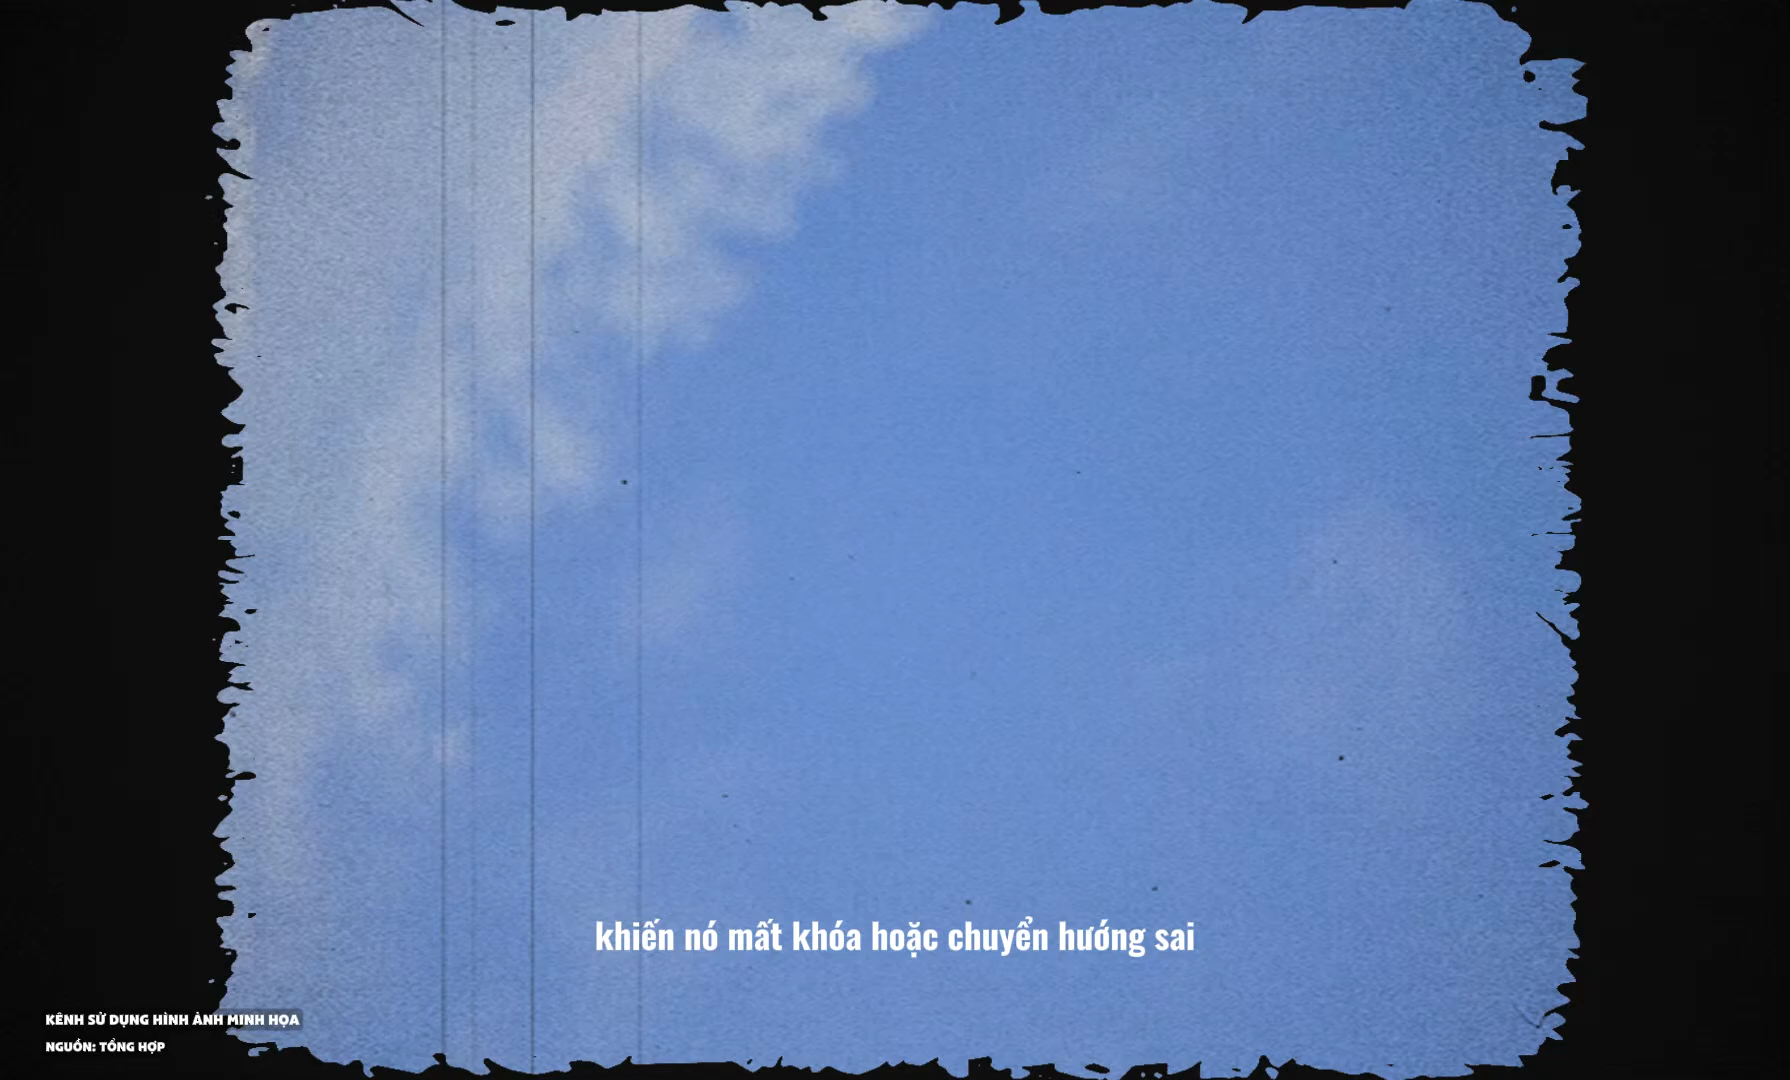 khiến nó mất khóa hoặc chuyển hướng sai
KÊNH SỬ DỤNG HÌNH ẢNH MINH HỌA
NGUỒN: TỔNG HỢP